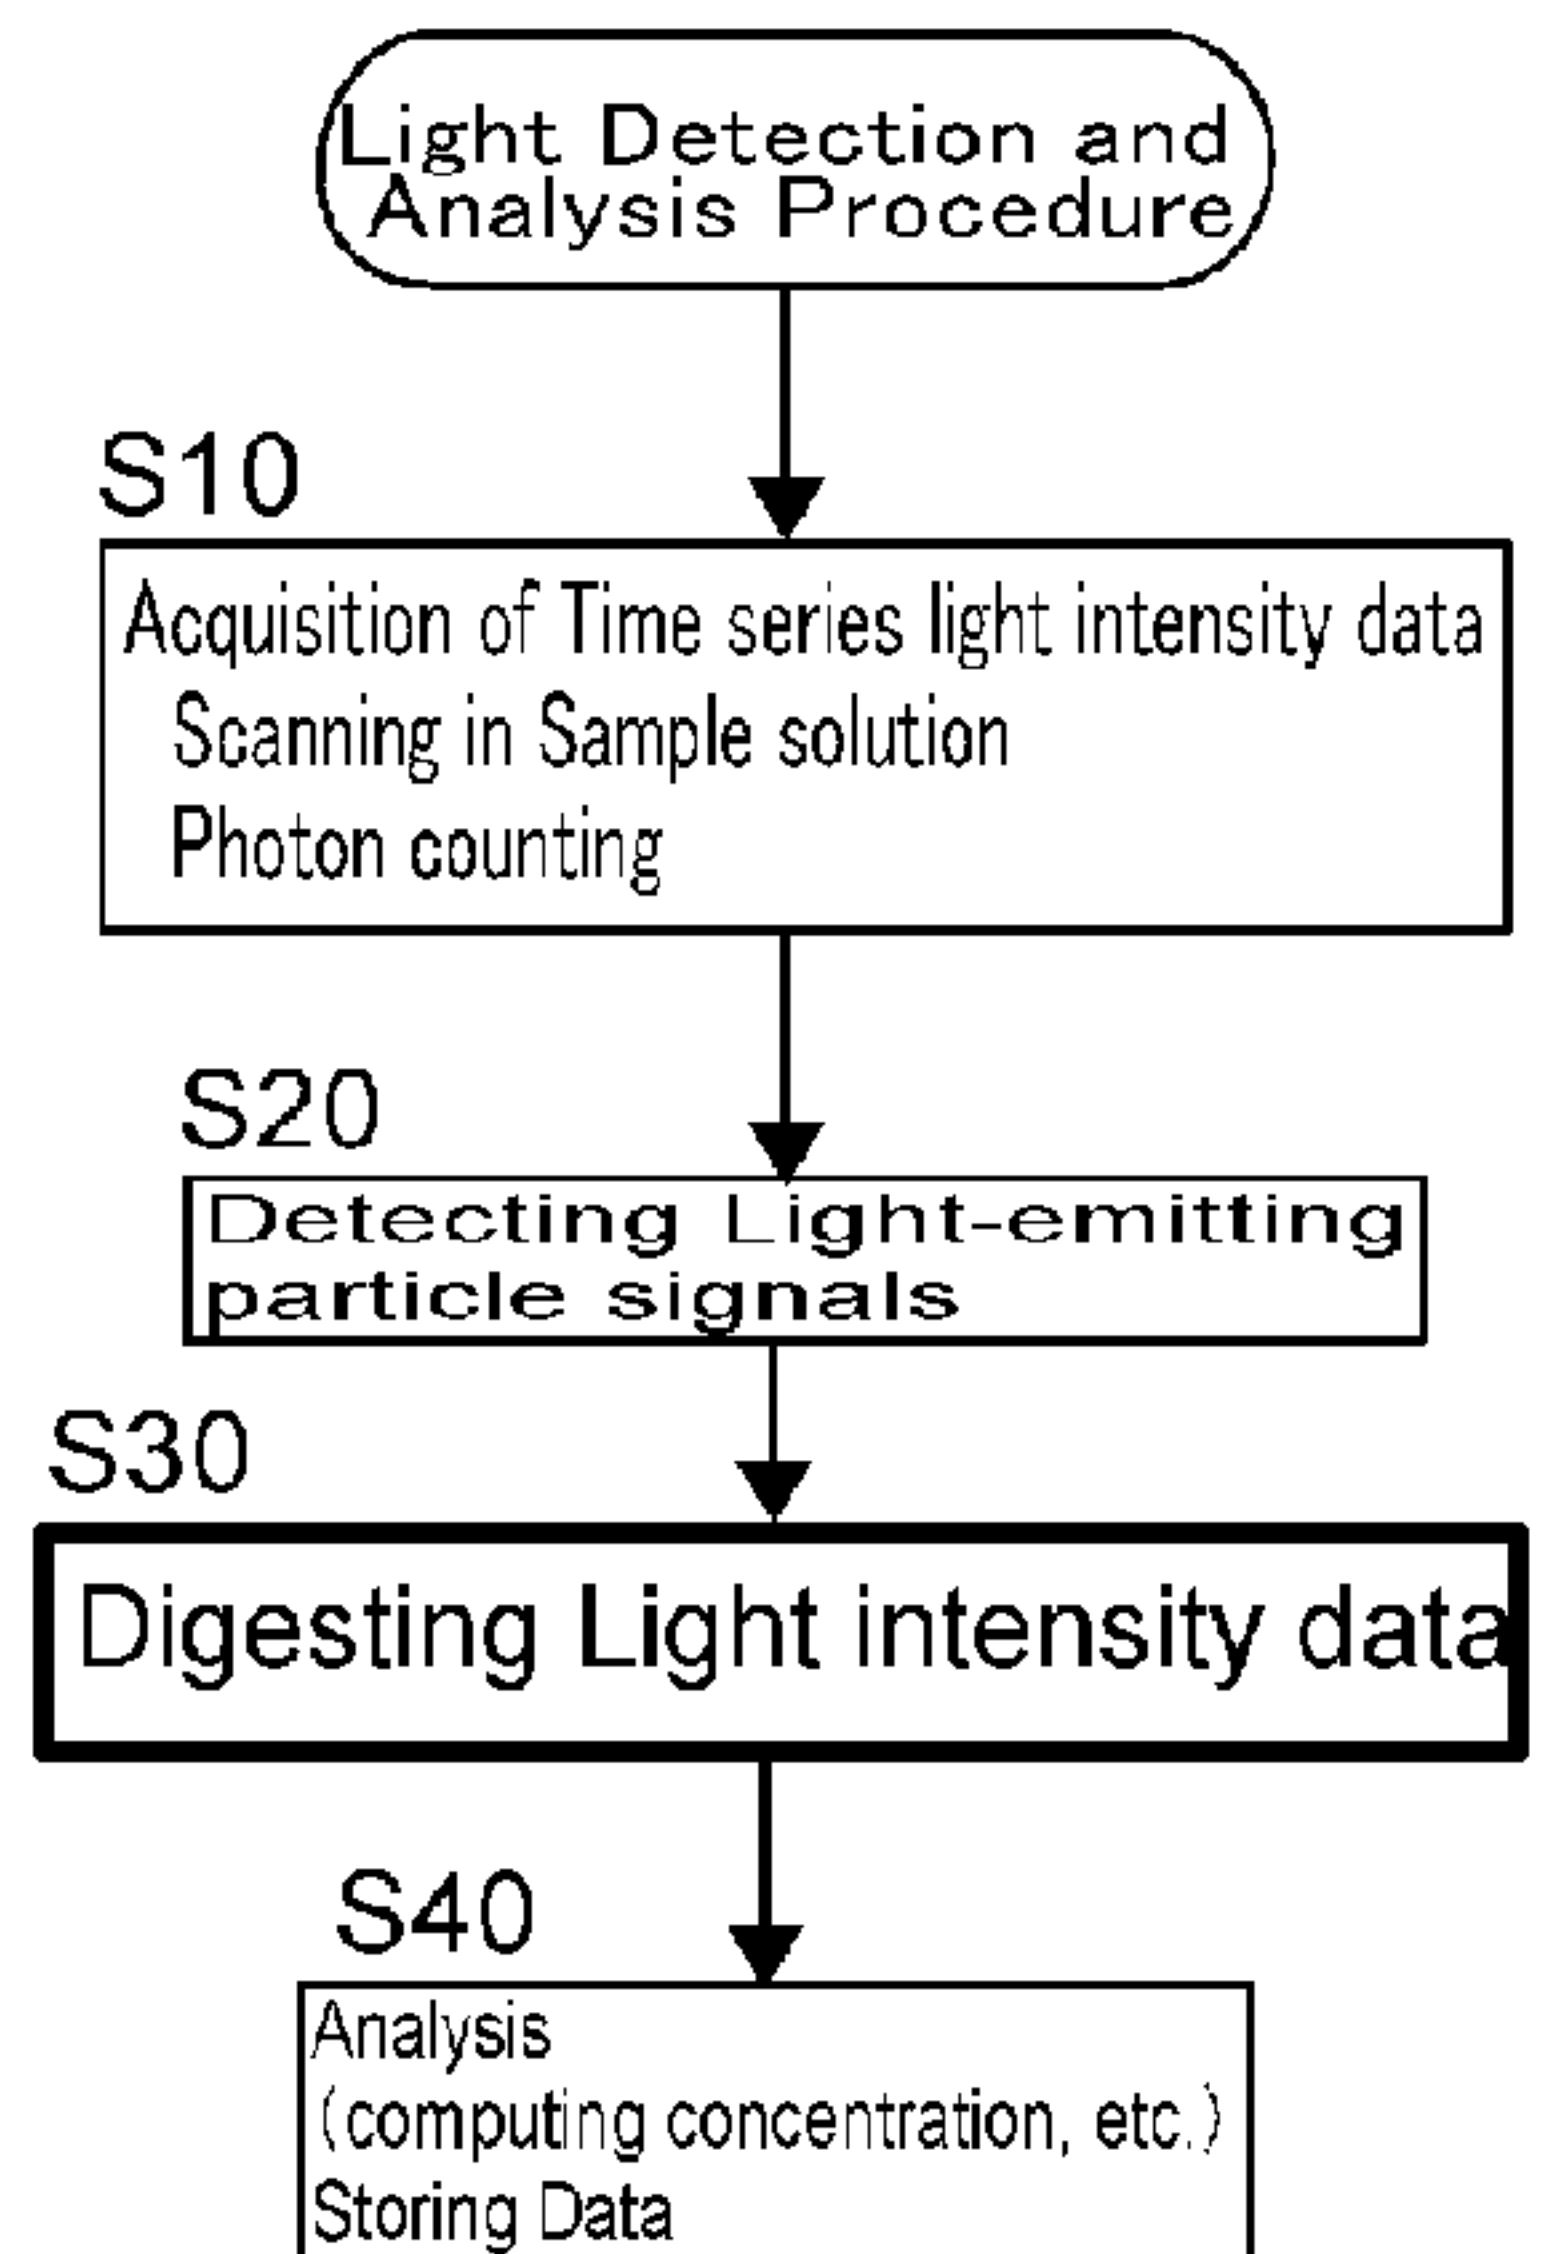 Light Detection and
Analysis Procedure
S10
Acquisition of Time series light intensity data
Scanning in Sample solution
Photon counting
S20
Detecting Light-emitting
particle signals
S30
Digesting Light intensity data
S40
Analysis
(computing concentration, etc.)
Storing Data